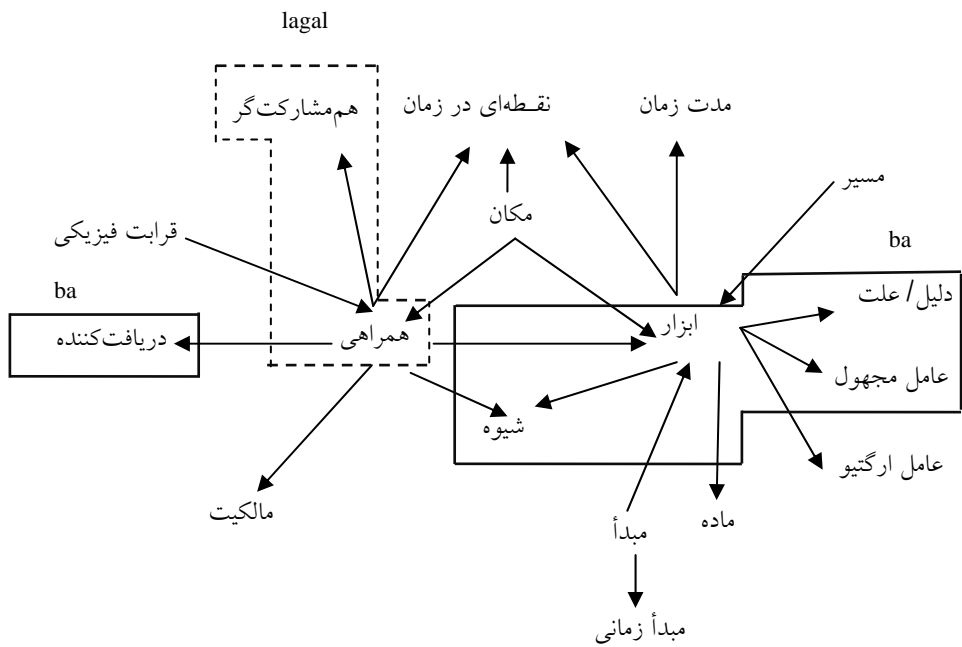 lagal
هم‌مشارکت‌گر
نقطه‌ای در زمان
مدت زمان
مسیر
مکان
قرابت فیزیکی
ba
ba
دلیل/ علت
ابزار
همراهی
دریافت‌کننده
عامل مجهول
شیوه
عامل ارگتیو
مالکیت
ماده
مبدأ
مبدأ زمانی